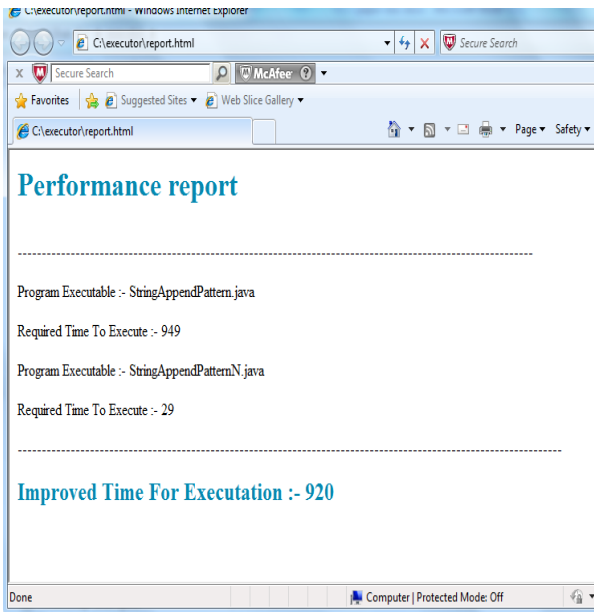 C:\executor\report.html - Windows Internet Explorer
C:\executor\report.html Secure Search
x Secure Search McAfee ?
Favorites Suggested Sites Web Slice Gallery
C:\executor\report.html Page Safety
Performance report
-----------------------------------------------------------------------------------------------------------
Program Executable :- StringAppendPattern.java
Required Time To Execute :- 949
Program Executable :- StringAppendPatternN.java
Required Time To Execute :- 29
-----------------------------------------------------------------------------------------------------------------
Improved Time For Executation :- 920
Done Computer | Protected Mode: Off